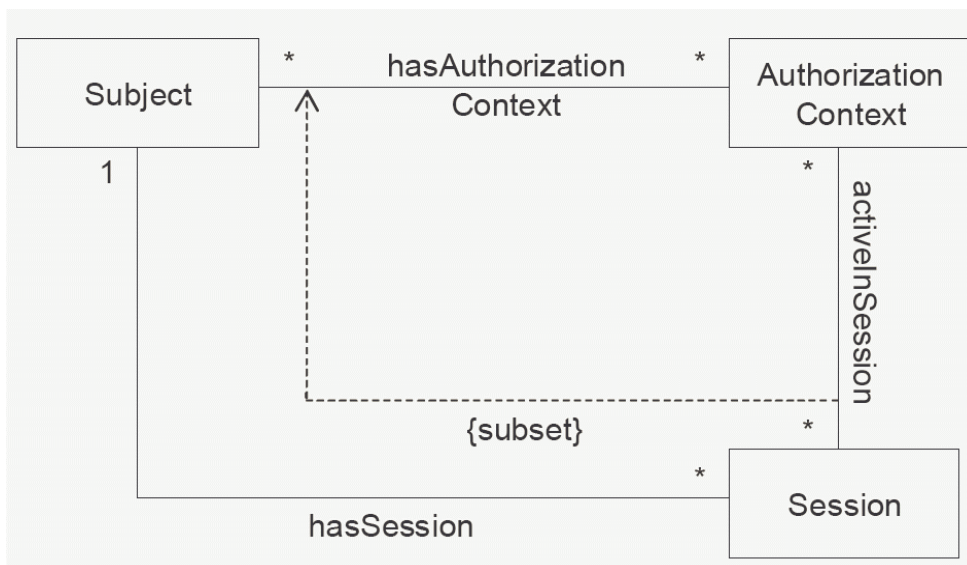 * hasAuthorization *
Subject
Context
Authorization
Context
1
*
activeInSession
{subset}
*
*
Session
hasSession